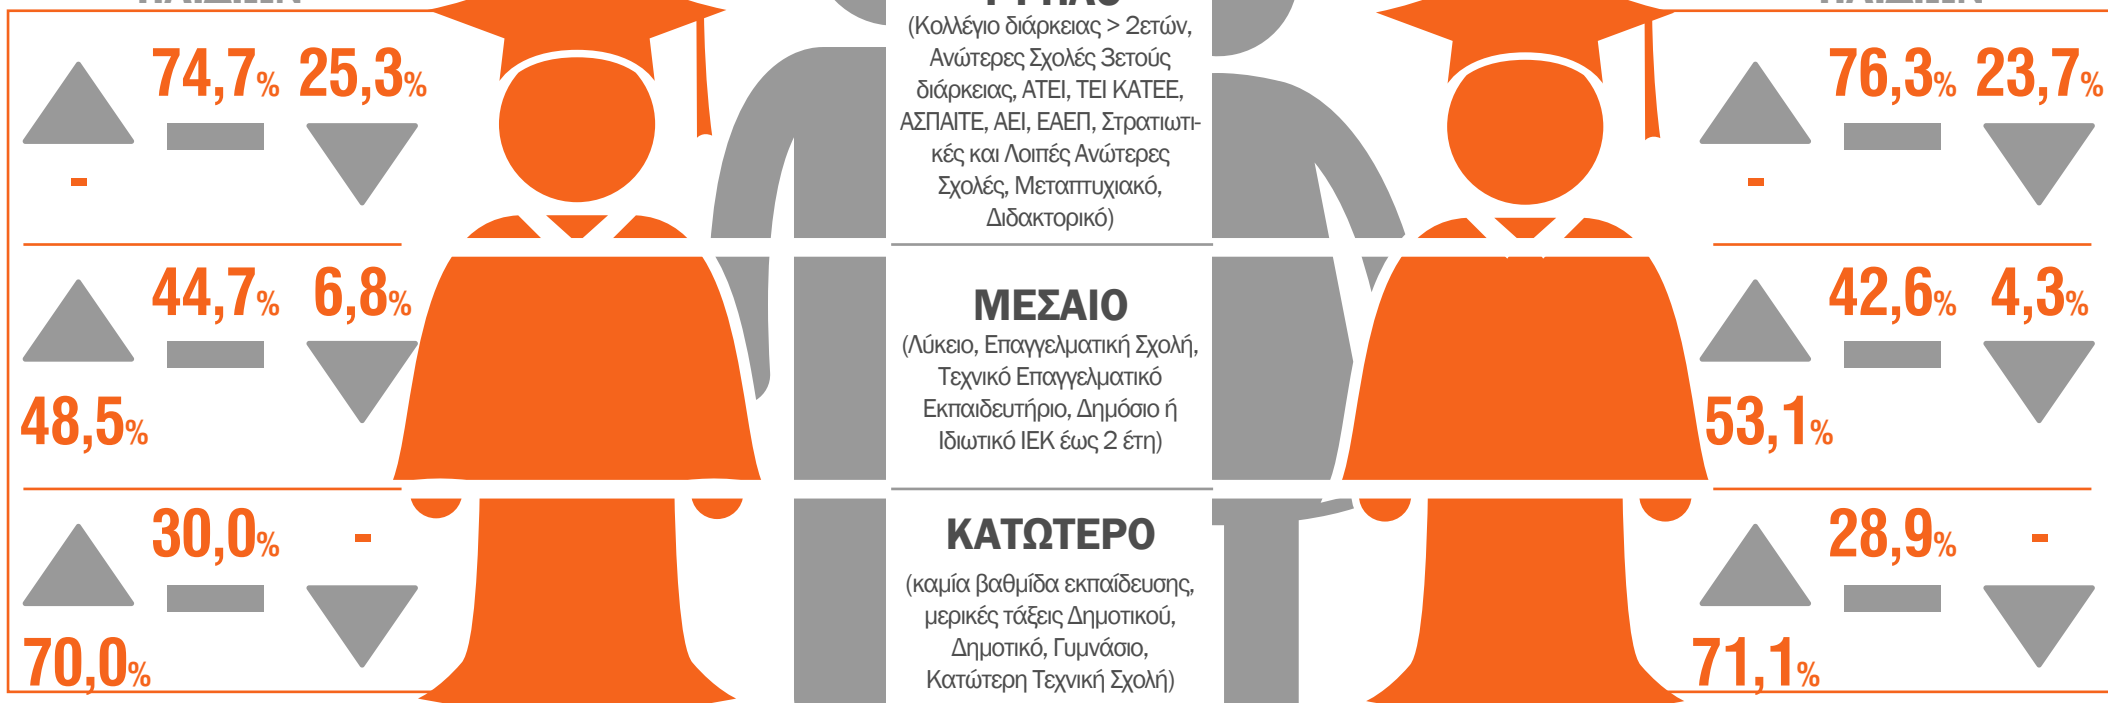 74,7% 25,3%
-
(Κολλέγιο διάρκειας > 2ετών,
Ανώτερες Σχολές 3ετούς
διάρκειας, ΑΤΕΙ, ΤΕΙ ΚΑΤΕΕ,
ΑΣΠΑΙΤΕ, ΑΕΙ, ΕΑΕΠ, Στρατιωτι-
κές και Λοιπές Ανώτερες
Σχολές, Μεταπτυχιακό,
Διδακτορικό)
76,3% 23,7%
-
44,7% 6,8%
48,5%
ΜΕΣΑΙΟ
(Λύκειο, Επαγγελματική Σχολή,
Τεχνικό Επαγγελματικό
Εκπαιδευτήριο, Δημόσιο ή
Ιδιωτικό ΙΕΚ έως 2 έτη)
42,6% 4,3%
53,1%
30,0% -
70,0%
ΚΑΤΩΤΕΡΟ
(καμία βαθμίδα εκπαίδευσης,
μερικές τάξεις Δημοτικού,
Δημοτικό, Γυμνάσιο,
Κατώτερη Τεχνική Σχολή)
28,9% -
71,1%